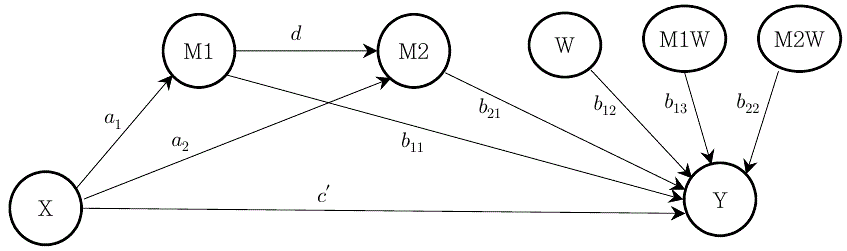 d
M1 M2 W M1W M2W
a₁ a₂ b₁₁ b₂₁ b₁₂ b₁₃ b₂₂
X c′ Y